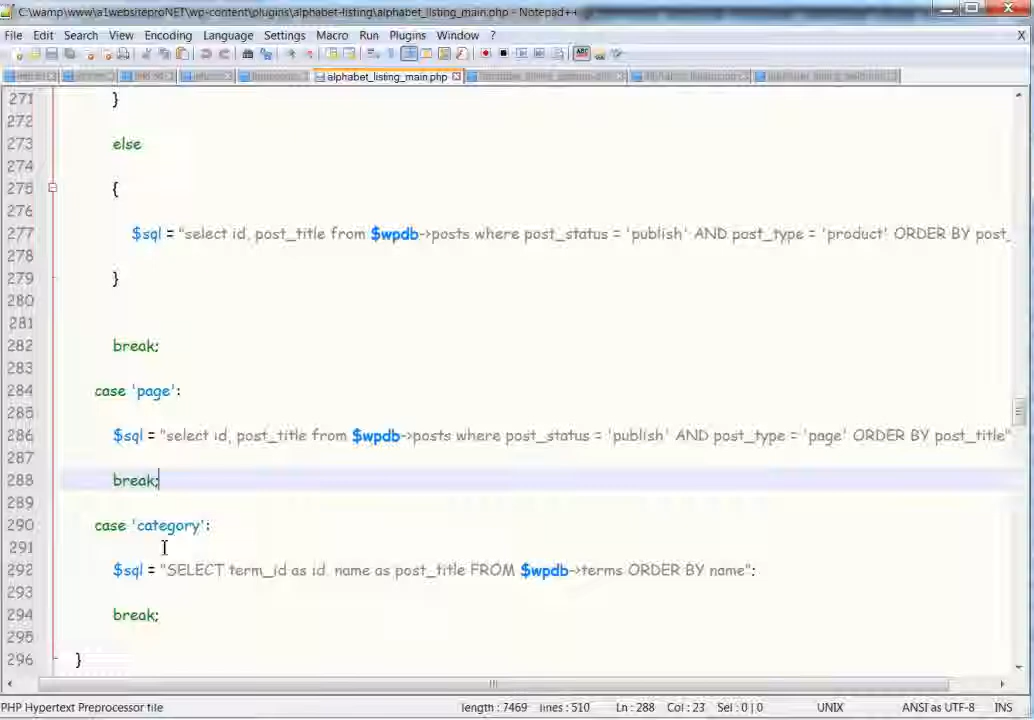 C:\wamp\www\a1websiteproNET\wp-content\plugins\alphabet-listing\alphabet_listing_main.php - Notepad++
File Edit Search View Encoding Language Settings Macro Run Plugins Window ? X
alphabet_listing_main.php
271 }
272
273 else
274
275 {
276
277 $sql = "select id, post_title from $wpdb->posts where post_status = 'publish' AND post_type = 'product' ORDER BY post_
278
279 }
280
281
282 break;
283
284 case 'page':
285
286 $sql = "select id, post_title from $wpdb->posts where post_status = 'publish' AND post_type = 'page' ORDER BY post_title"
287
288 break;
289
290 case 'category':
291
292 $sql = "SELECT term_id as id, name as post_title FROM $wpdb->terms ORDER BY name";
293
294 break;
295
296 }
PHP Hypertext Preprocessor file length : 7469 lines : 510 Ln : 288 Col : 23 Sel : 0 | 0 UNIX ANSI as UTF-8 INS